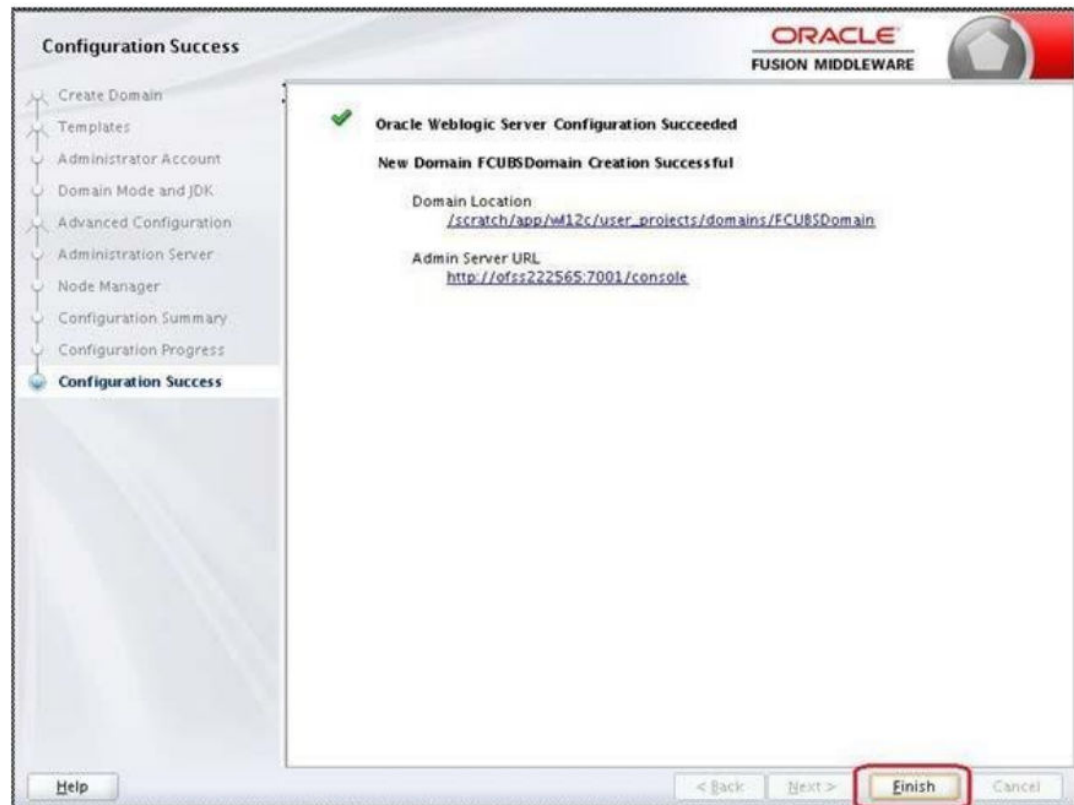 Configuration Success
ORACLE
FUSION MIDDLEWARE
Create Domain
Templates
Administrator Account
Domain Mode and JDK
Advanced Configuration
Administration Server
Node Manager
Configuration Summary
Configuration Progress
Configuration Success
Oracle Weblogic Server Configuration Succeeded
New Domain FCUBSDomain Creation Successful
Domain Location
/scratch/app/wl12c/user_projects/domains/FCUBSDomain
Admin Server URL
http://ofss222565:7001/console
Help
< Back
Next >
Finish
Cancel